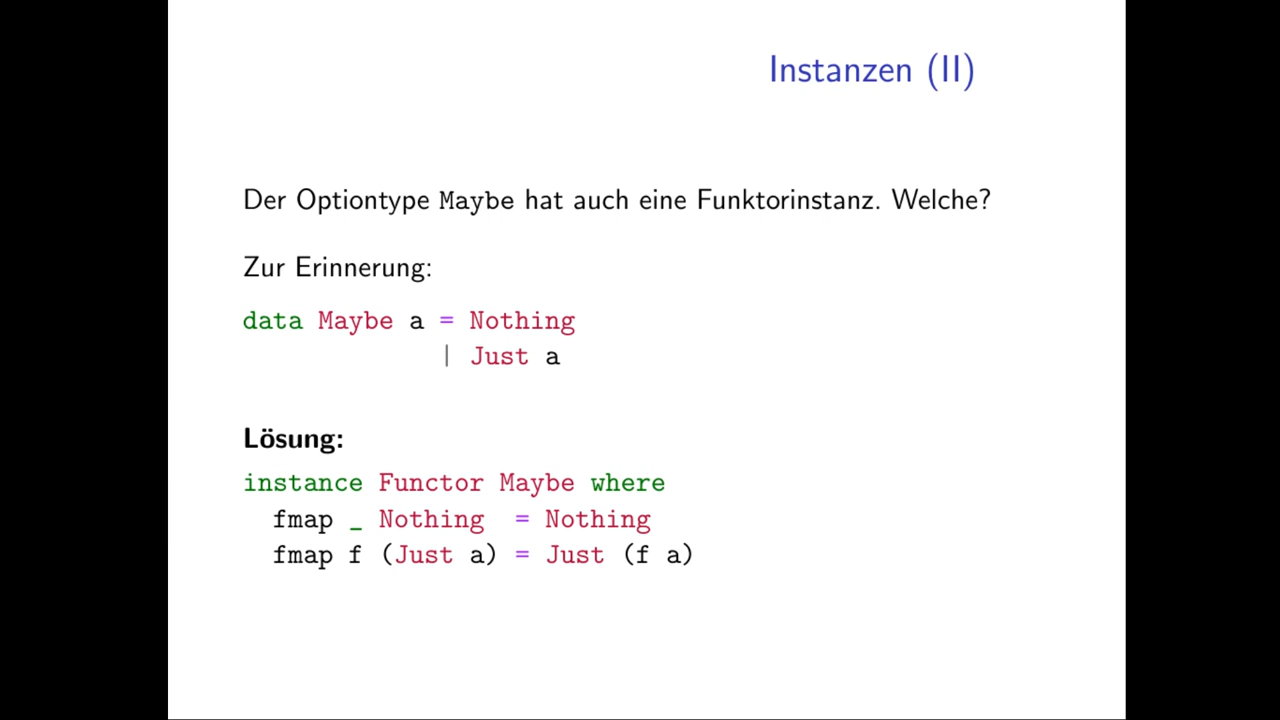 Instanzen (II)
Der Optiontype Maybe hat auch eine Funktorinstanz. Welche?
Zur Erinnerung:
data Maybe a = Nothing
             | Just a
Lösung:
instance Functor Maybe where
  fmap _ Nothing  = Nothing
  fmap f (Just a) = Just (f a)